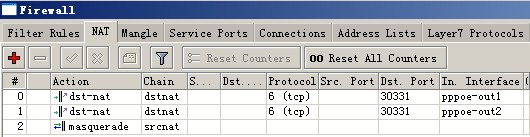 Firewall
Filter Rules NAT Mangle Service Ports Connections Address Lists Layer7 Protocols
Reset Counters 00 Reset All Counters
# Action Chain S... Dst.... Protocol Src. Port Dst. Port In. Interface
0 dst-nat dstnat 6 (tcp) 30331 pppoe-out1
1 dst-nat dstnat 6 (tcp) 30331 pppoe-out2
2 masquerade srcnat